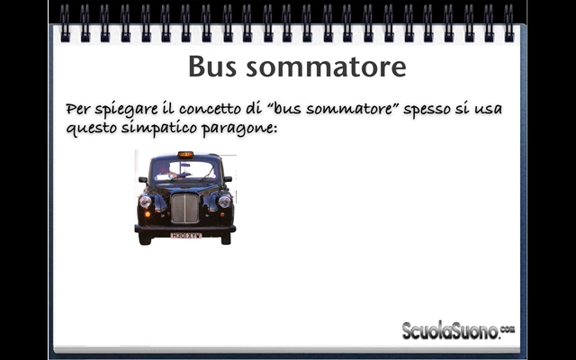 Bus sommatore
Per spiegare il concetto di “bus sommatore” spesso si usa
questo simpatico paragone:
ScuolaSuono.com